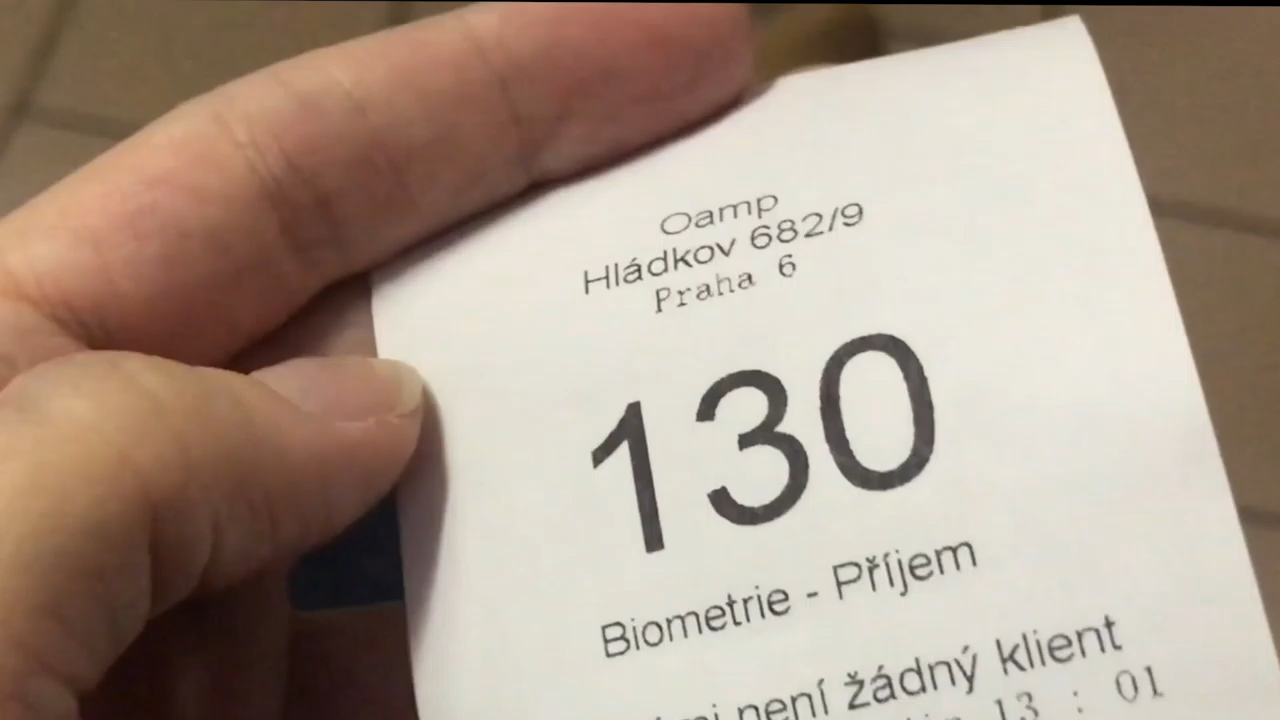 Oamp
Hládkov 682/9
Praha 6
130
Biometrie - Příjem
není žádný klient
13 : 01